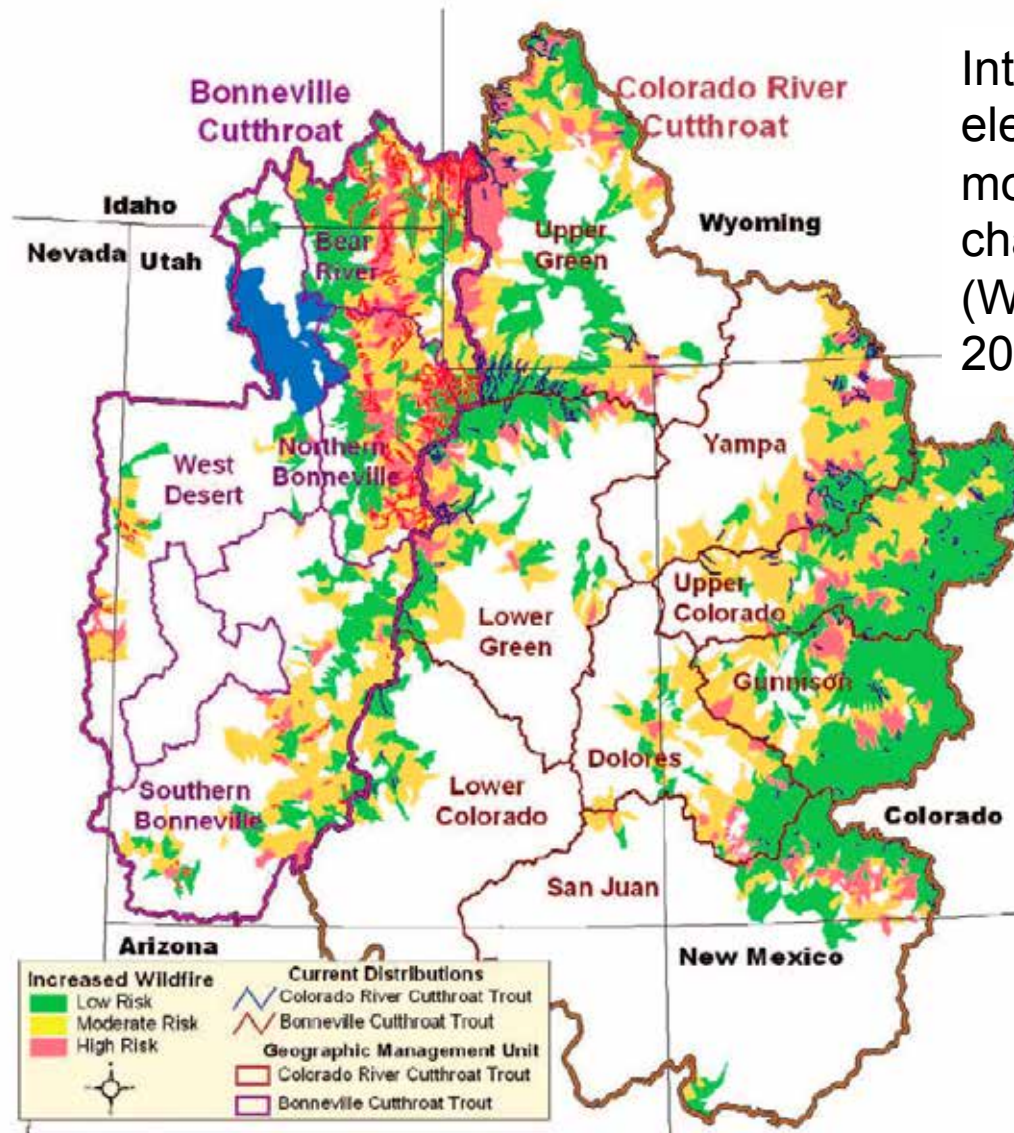 Bonneville
Cutthroat
Colorado River
Cutthroat
Int
ele
mo
cha
(W
20
Idaho
Nevada
Utah
Wyoming
Bear
River
Upper
Green
West
Desert
Northern
Bonneville
Yampa
Lower
Green
Upper
Colorado
Gunnison
Southern
Bonneville
Lower
Colorado
Dolores
Colorado
San Juan
Arizona
New Mexico
Increased Wildfire
Low Risk
Moderate Risk
High Risk
Current Distributions
Colorado River Cutthroat Trout
Bonneville Cutthroat Trout
Geographic Management Unit
Colorado River Cutthroat Trout
Bonneville Cutthroat Trout